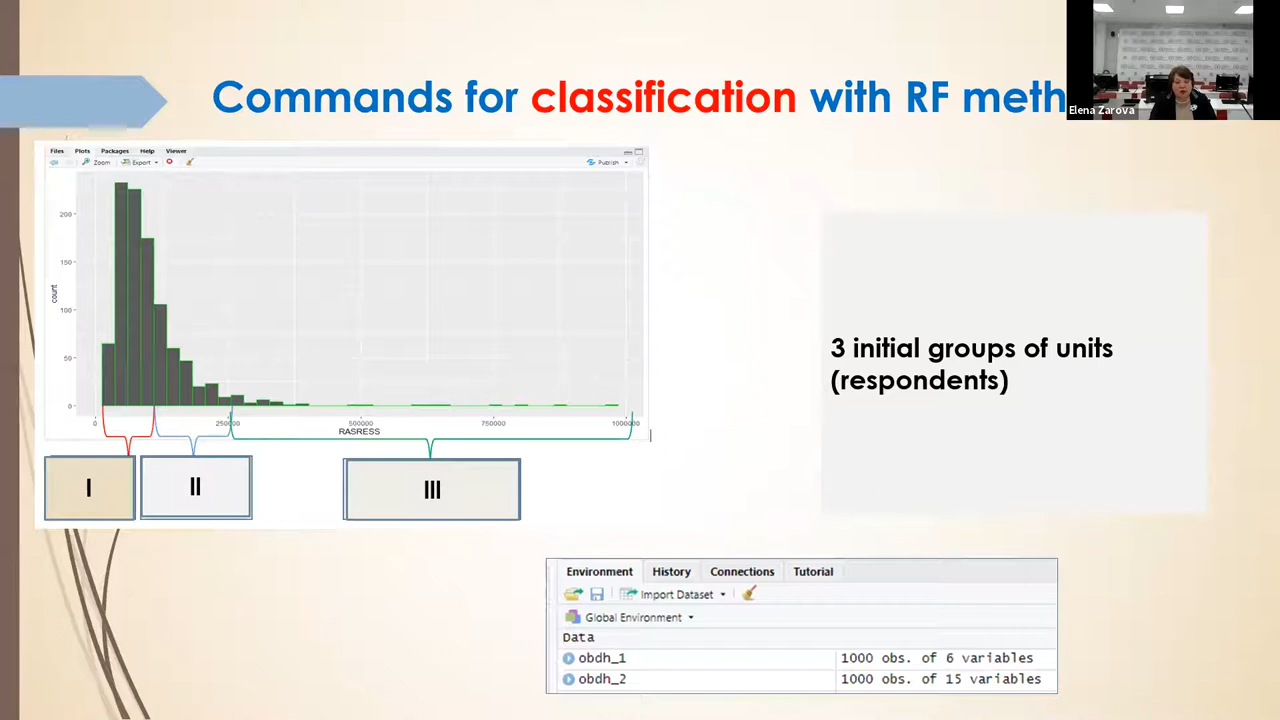 Commands for classification with RF meth
Elena Zarova
Files Plots Packages Help Viewer
Zoom Export Publish
count
200
150
100
50
0
0 250000 500000 750000 1000000
RASRESS
I II III
3 initial groups of units
(respondents)
Environment History Connections Tutorial
Import Dataset
Global Environment
Data
obdh_1 1000 obs. of 6 variables
obdh_2 1000 obs. of 15 variables